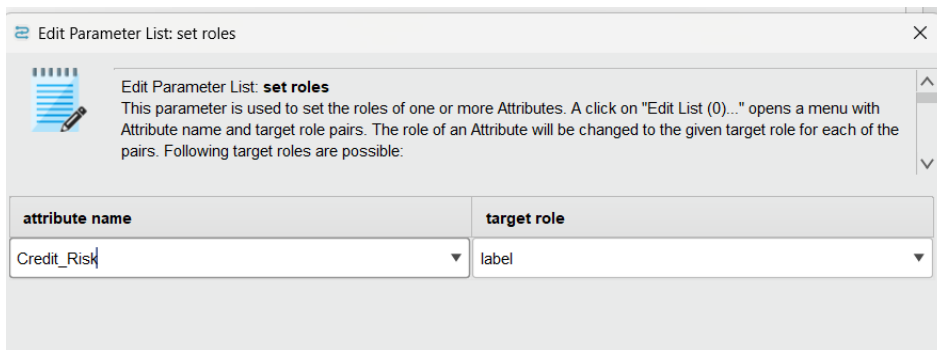 Edit Parameter List: set roles
Edit Parameter List: set roles
This parameter is used to set the roles of one or more Attributes. A click on "Edit List (0)..." opens a menu with
Attribute name and target role pairs. The role of an Attribute will be changed to the given target role for each of the
pairs. Following target roles are possible:
attribute name target role
Credit_Risk label